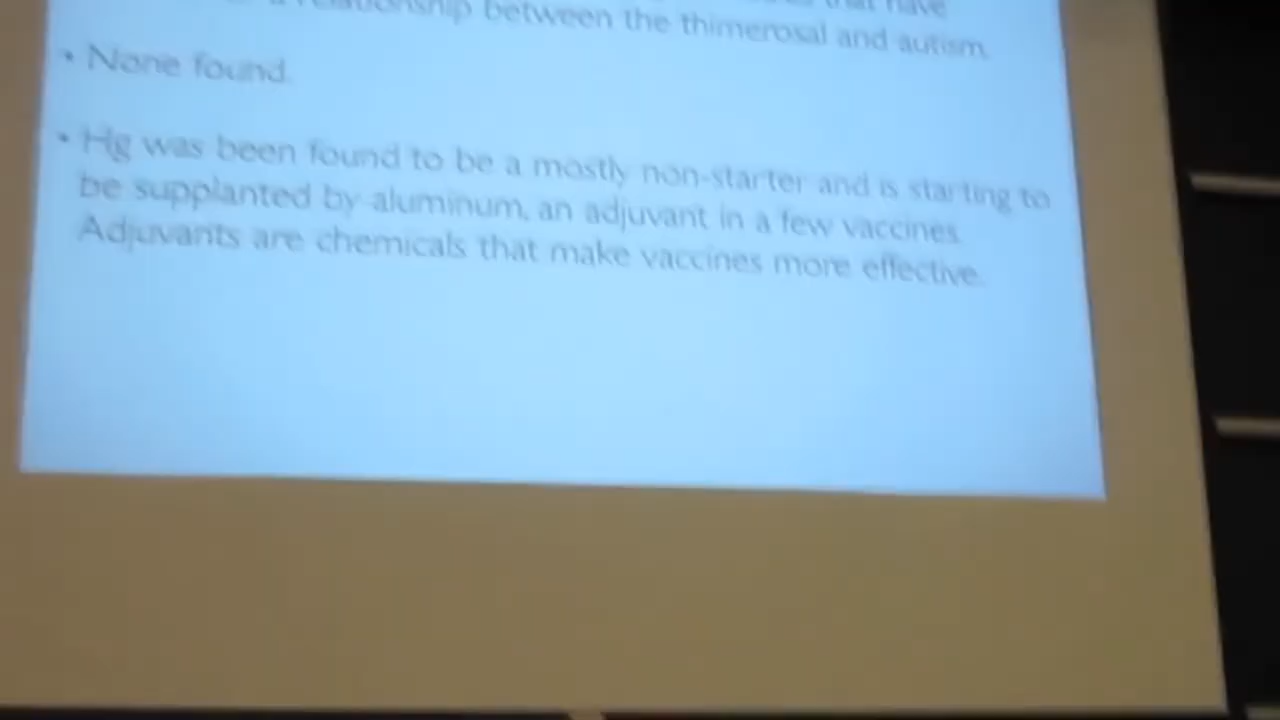 that have
a relationship between the thimerosal and autism.
• None found.
• Hg was been found to be a mostly non-starter and is starting to
be supplanted by aluminum, an adjuvant in a few vaccines.
Adjuvants are chemicals that make vaccines more effective.